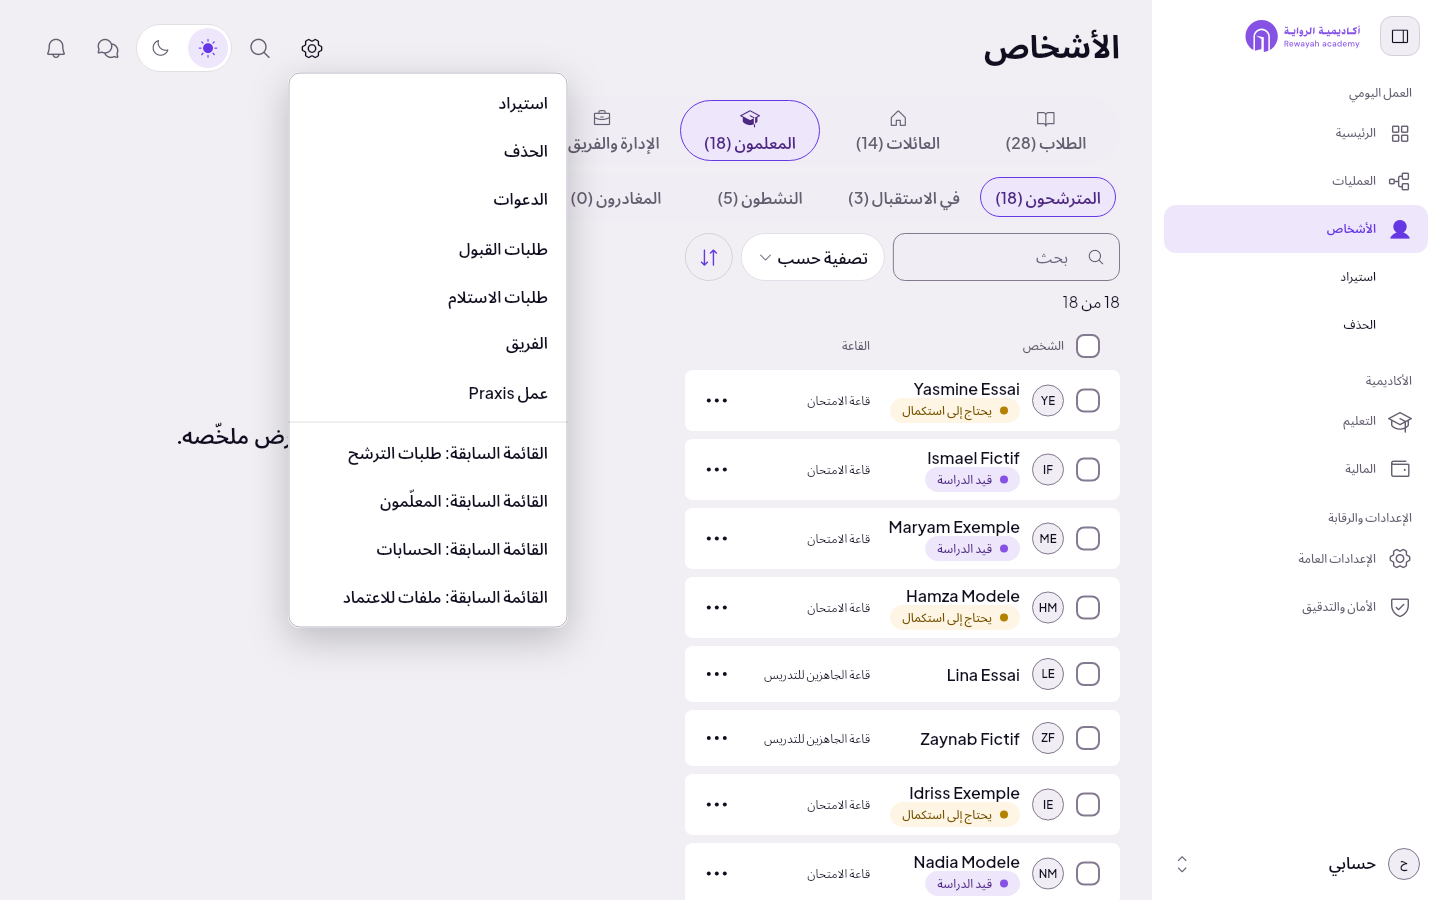 أكاديمية الرواية
Rewayah academy
العمل اليومي
الرئيسية
العمليات
الأشخاص
استيراد
الحذف
الأكاديمية
التعليم
المالية
الإعدادات والرقابة
الإعدادات العامة
الأمان والتدقيق
ح
حسابي
الأشخاص
الطلاب (28)
العائلات (14)
المعلمون (18)
الإدارة والفريق
المترشحون (18)
في الاستقبال (3)
النشطون (5)
المغادرون (0)
بحث
تصفية حسب
18 من 18
الشخص
القاعة
YE
Yasmine Essai
يحتاج إلى استكمال
قاعة الامتحان
IF
Ismael Fictif
قيد الدراسة
قاعة الامتحان
ME
Maryam Exemple
قيد الدراسة
قاعة الامتحان
HM
Hamza Modele
يحتاج إلى استكمال
قاعة الامتحان
LE
Lina Essai
قاعة الجاهزين للتدريس
ZF
Zaynab Fictif
قاعة الجاهزين للتدريس
IE
Idriss Exemple
يحتاج إلى استكمال
قاعة الامتحان
NM
Nadia Modele
قيد الدراسة
قاعة الامتحان
استيراد
الحذف
الدعوات
طلبات القبول
طلبات الاستلام
الفريق
عمل Praxis
القائمة السابقة: طلبات الترشح
القائمة السابقة: المعلّمون
القائمة السابقة: الحسابات
القائمة السابقة: ملفات للاعتماد
ملخّصه.